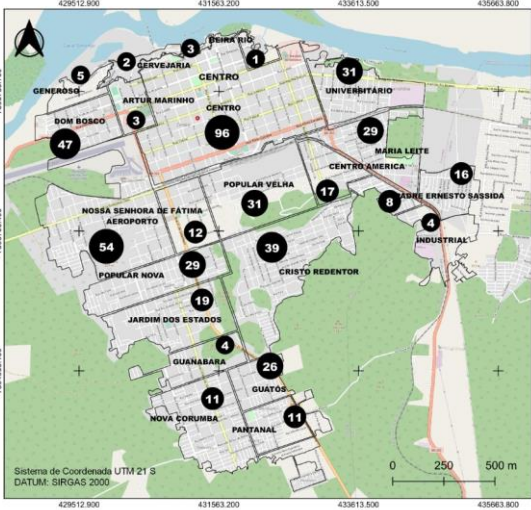 429512.900 431563.200 433613.500 435663.800
3 BEIRA RIO
2 CERVEJARIA 1
5 CENTRO 31
GENEROSO UNIVERSITÁRIO
ARTUR MARINHO CENTRO
DOM BOSCO 3 96 29
47 MARIA LEITE
CENTRO AMERICA
POPULAR VELHA 17 16
31 8 PADRE ERNESTO SASSIDA
NOSSA SENHORA DE FÁTIMA
AEROPORTO 12 4
54 39 INDUSTRIAL
29 CRISTO REDENTOR
POPULAR NOVA
19
JARDIM DOS ESTADOS
4
GUANABARA 26
GUATÓS
11
NOVA CORUMBA 11
PANTANAL
Sistema de Coordenada UTM 21 S
DATUM: SIRGAS 2000
0 250 500 m
429512.900 431563.200 433613.500 435663.800